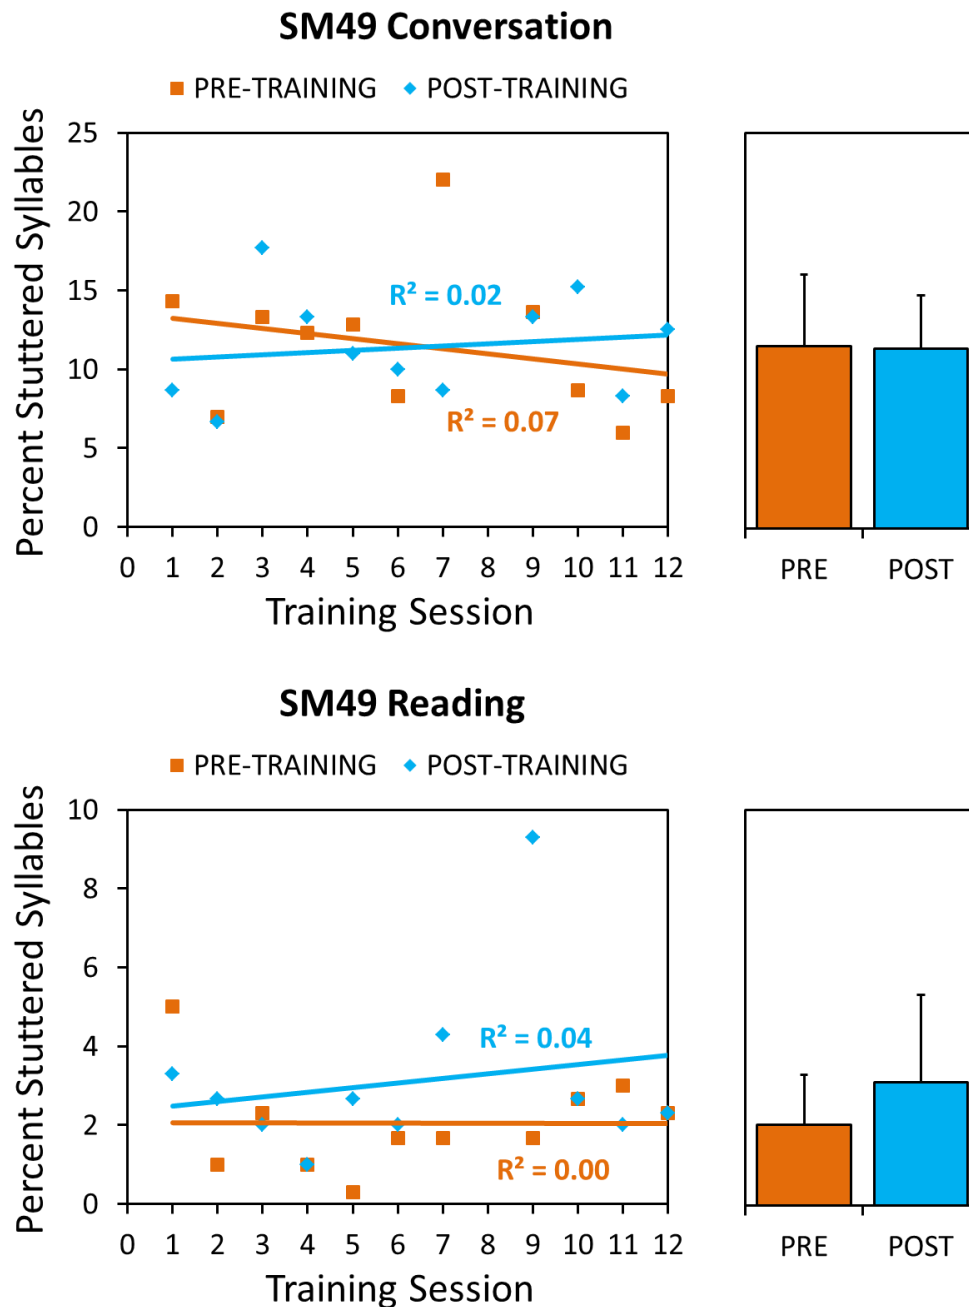 SM49 Conversation
PRE-TRAINING POST-TRAINING
Percent Stuttered Syllables
25
20
15
10
5
0
R² = 0.02
R² = 0.07
0 1 2 3 4 5 6 7 8 9 10 11 12
Training Session
PRE POST
SM49 Reading
PRE-TRAINING POST-TRAINING
Percent Stuttered Syllables
10
8
6
4
2
0
R² = 0.04
R² = 0.00
0 1 2 3 4 5 6 7 8 9 10 11 12
Training Session
PRE POST